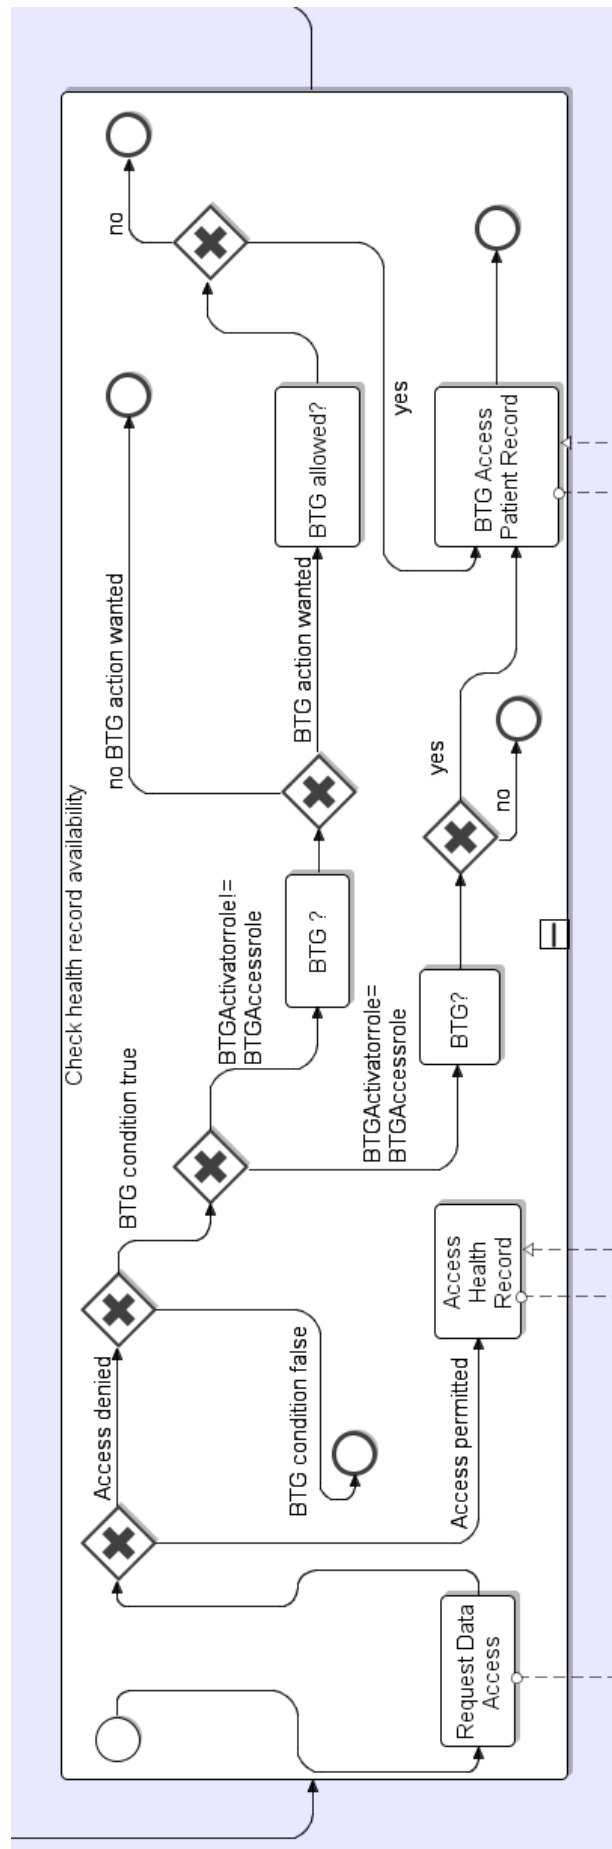 Check health record availability
Request Data
Access
Access denied
Access permitted
BTG condition false
BTG condition true
Access
Health
Record
BTGActivatorrole!=
BTGAccessrole
BTGActivatorrole=
BTGAccessrole
BTG ?
BTG?
no BTG action wanted
BTG action wanted
yes
no
BTG allowed?
BTG Access
Patient Record
yes
no